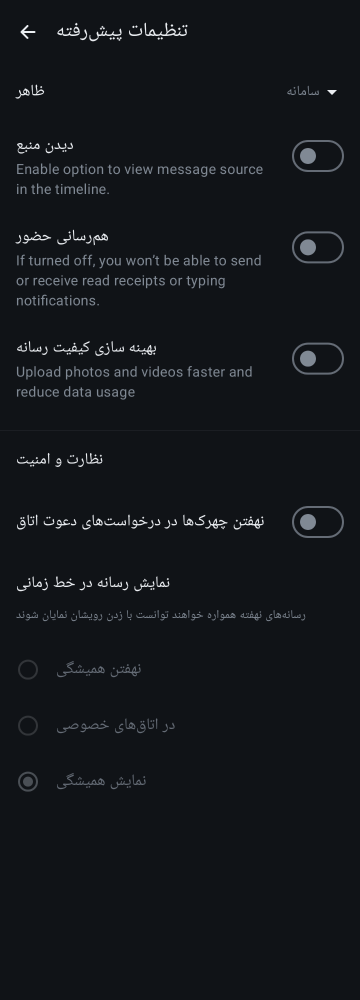 تنظیمات پیش‌رفته
ظاهر
سامانه
دیدن منبع
Enable option to view message source
in the timeline.
هم‌رسانی حضور
If turned off, you won’t be able to send
or receive read receipts or typing
notifications.
بهینه سازی کیفیت رسانه
Upload photos and videos faster and
reduce data usage
نظارت و امنیت
نهفتن چهرک‌ها در درخواست‌های دعوت اتاق
نمایش رسانه در خط زمانی
رسانه‌های نهفته همواره خواهند توانست با زدن رویشان نمایان شوند
نهفتن همیشگی
در اتاق‌های خصوصی
نمایش همیشگی